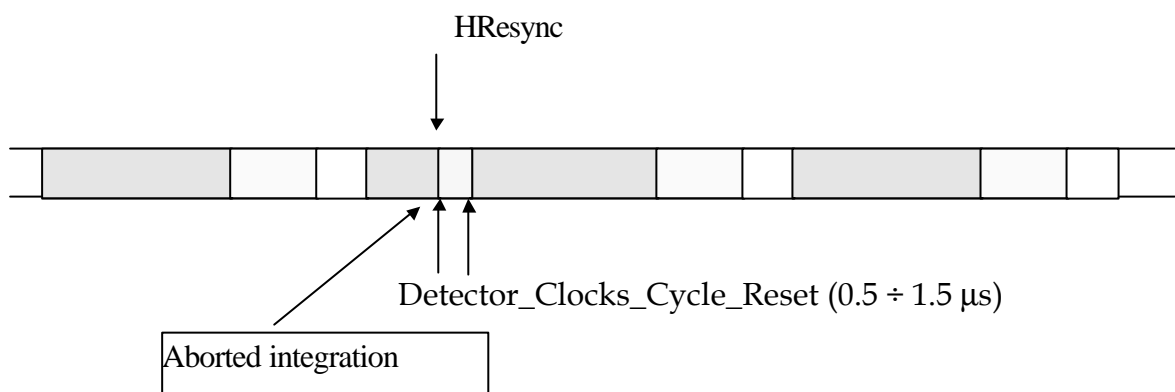 HResync
Detector_Clocks_Cycle_Reset (0.5 ÷ 1.5 μs)
Aborted integration